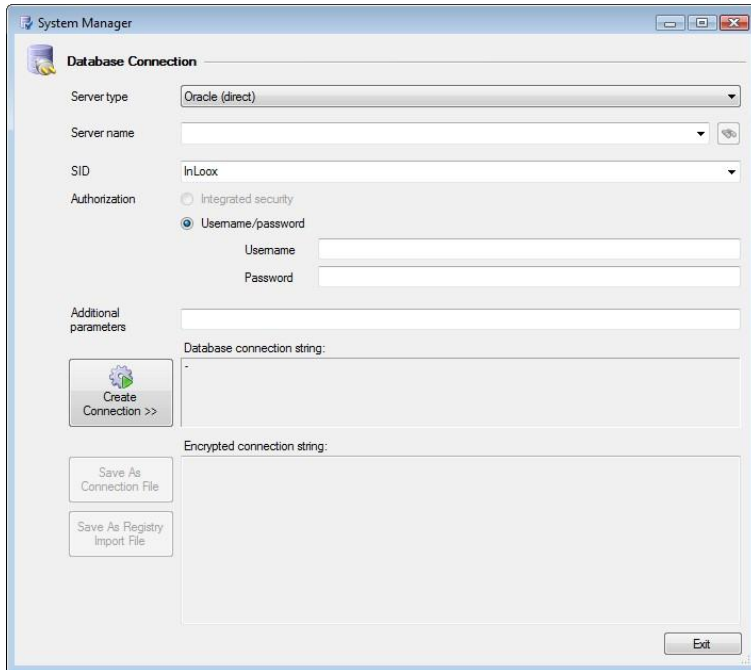 System Manager
Database Connection
Server type
Oracle (direct)
Server name
SID
InLoox
Authorization
Integrated security
Username/password
Username
Password
Additional
parameters
Database connection string:
-
Create
Connection >>
Encrypted connection string:
Save As
Connection File
Save As Registry
Import File
Exit